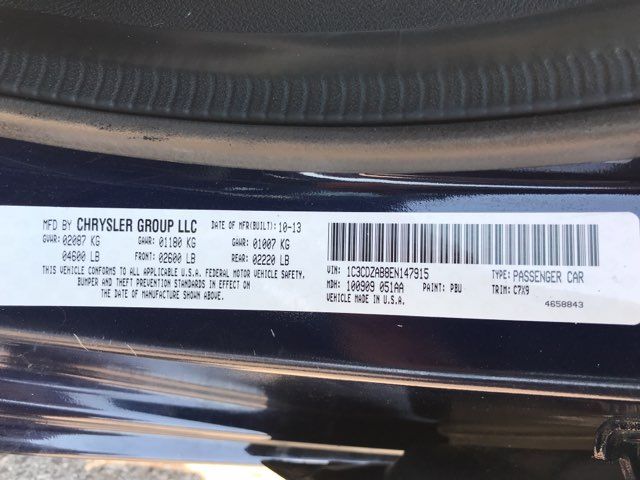 MFD BY CHRYSLER GROUP LLC DATE OF MFR(BUILT): 10-13
GVWR: 02087 KG GAWR: 01180 KG GAWR: 01007 KG
04600 LB FRONT: 02600 LB REAR: 02220 LB
THIS VEHICLE CONFORMS TO ALL APPLICABLE U.S.A. FEDERAL MOTOR VEHICLE SAFETY,
BUMPER AND THEFT PREVENTION STANDARDS IN EFFECT ON
THE DATE OF MANUFACTURE SHOWN ABOVE.
VIN: 1C3CDZAB8EN147915 TYPE: PASSENGER CAR
MDH: 100909 051AA PAINT: PBU TRIM: C7X9
VEHICLE MADE IN U.S.A. 4658843